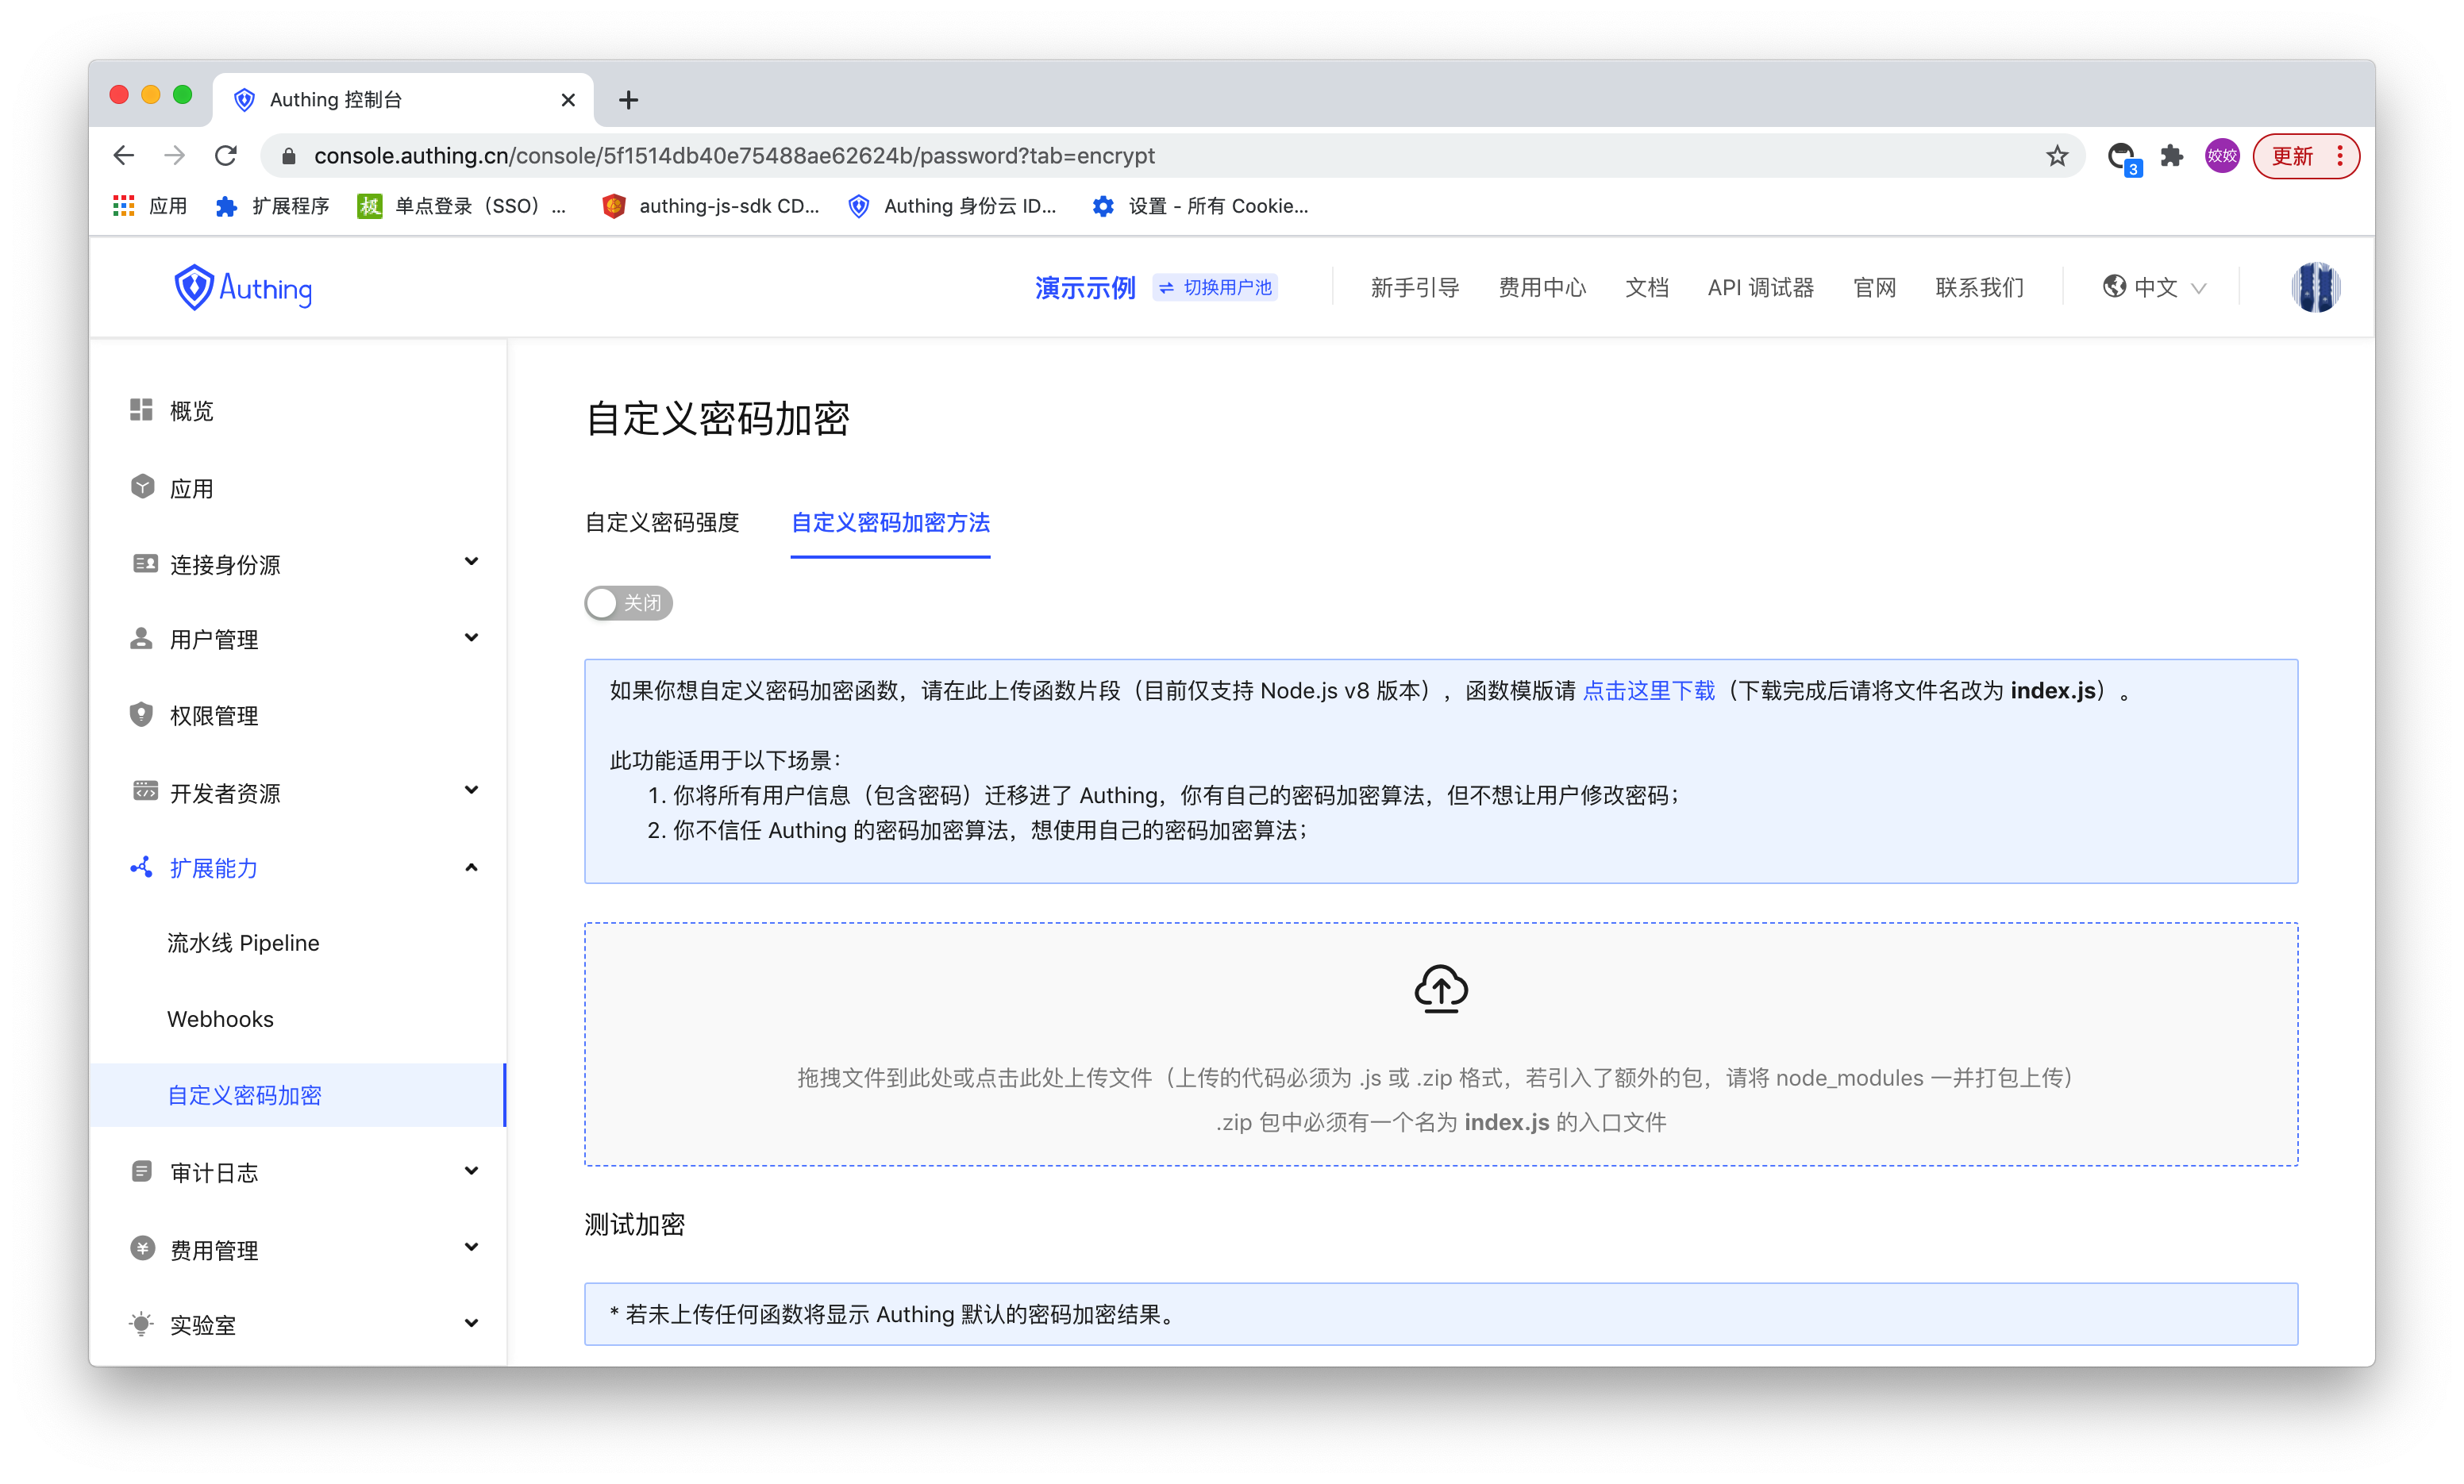 Authing 控制台
console.authing.cn/console/5f1514db40e75488ae62624b/password?tab=encrypt
3
姣姣
更新
应用
扩展程序
极
单点登录（SSO）...
authing-js-sdk CD...
Authing 身份云 ID...
设置 - 所有 Cookie...
Authing
演示示例
切换用户池
新手引导
费用中心
文档
API 调试器
官网
联系我们
中文
概览
应用
连接身份源
用户管理
权限管理
开发者资源
扩展能力
流水线 Pipeline
Webhooks
自定义密码加密
审计日志
费用管理
实验室
自定义密码加密
自定义密码强度
自定义密码加密方法
关闭
如果你想自定义密码加密函数，请在此上传函数片段（目前仅支持 Node.js v8 版本），函数模版请 点击这里下载（下载完成后请将文件名改为 index.js）。
此功能适用于以下场景：
1. 你将所有用户信息（包含密码）迁移进了 Authing，你有自己的密码加密算法，但不想让用户修改密码；
2. 你不信任 Authing 的密码加密算法，想使用自己的密码加密算法；
拖拽文件到此处或点击此处上传文件（上传的代码必须为 .js 或 .zip 格式，若引入了额外的包，请将 node_modules 一并打包上传）
.zip 包中必须有一个名为 index.js 的入口文件
测试加密
* 若未上传任何函数将显示 Authing 默认的密码加密结果。